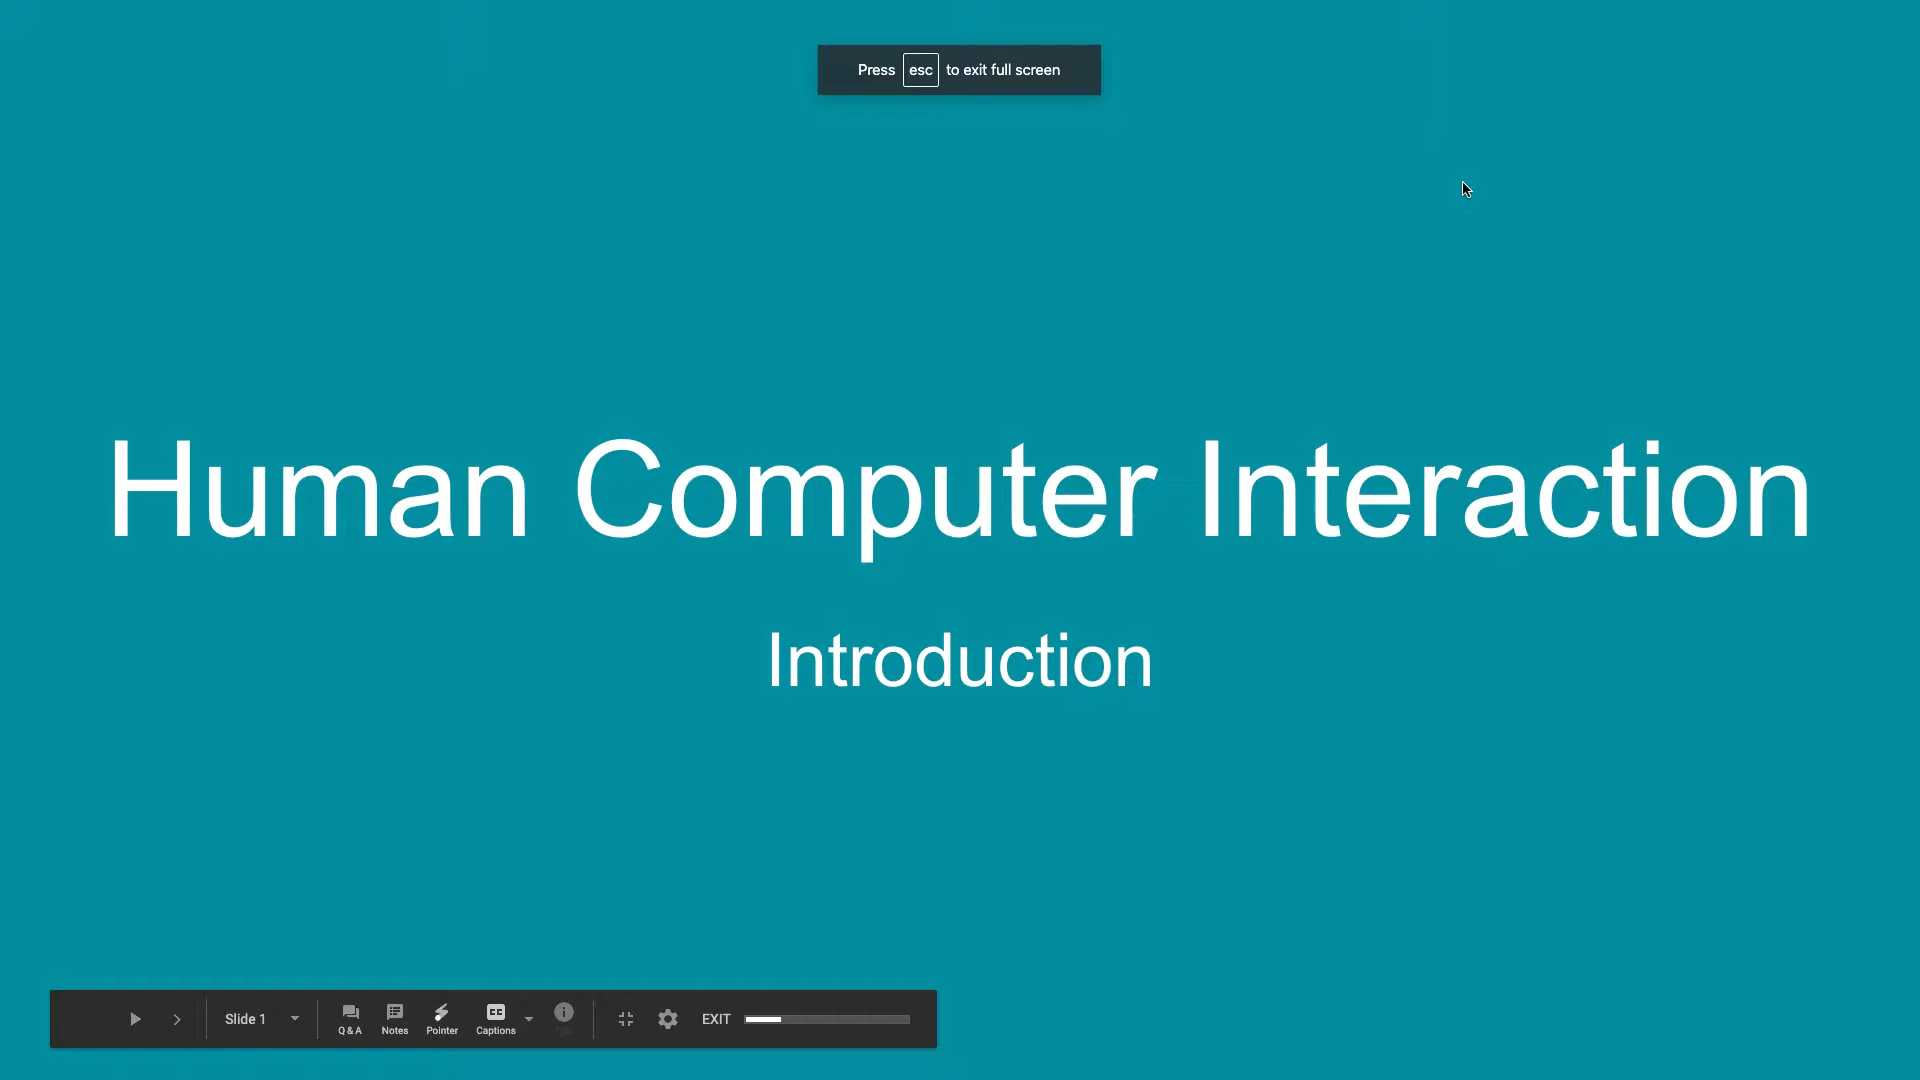 Press esc to exit full screen
Human Computer Interaction
Introduction
Slide 1
Q & A
Notes
Pointer
Captions
EXIT